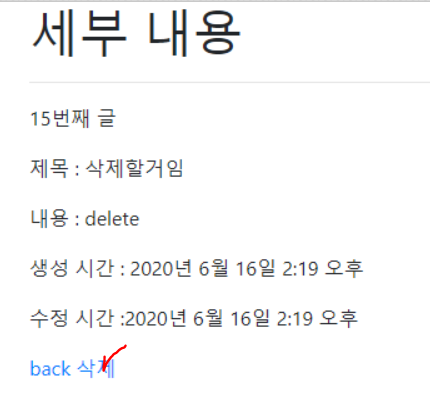 세부 내용
15번째 글
제목 : 삭제할거임
내용 : delete
생성 시간 : 2020년 6월 16일 2:19 오후
수정 시간 :2020년 6월 16일 2:19 오후
back 삭제